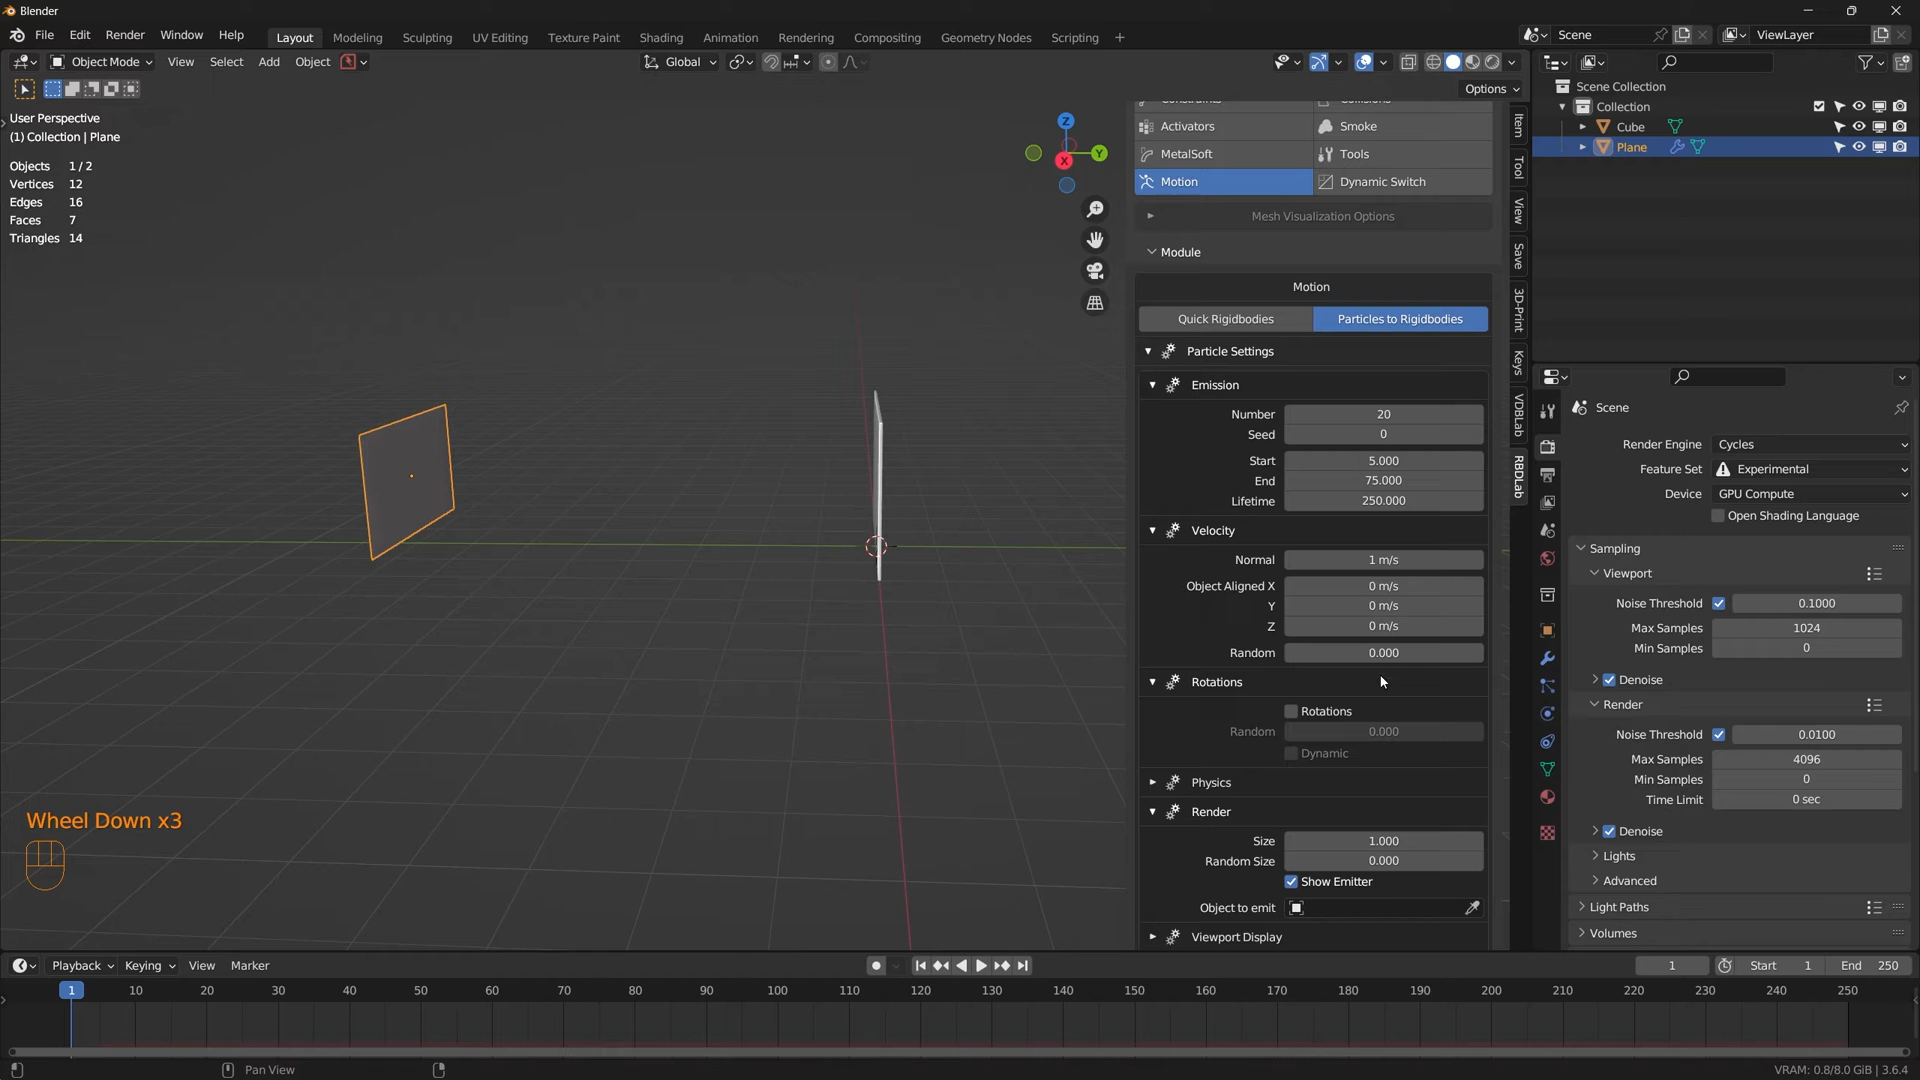 Blender
File Edit Render Window Help Layout Modeling Sculpting UV Editing Texture Paint Shading Animation Rendering Compositing Geometry Nodes Scripting + Scene ViewLayer
Object Mode View Select Add Object Global
Options
User Perspective
(1) Collection | Plane
Objects 1/2
Vertices 12
Edges 16
Faces 7
Triangles 14
Z
Y
X
Wheel Down x3
Constraints Collisions
Activators Smoke
MetalSoft Tools
Motion Dynamic Switch
Mesh Visualization Options
Module
Motion
Quick Rigidbodies Particles to Rigidbodies
Particle Settings
Emission
Number 20
Seed 0
Start 5.000
End 75.000
Lifetime 250.000
Velocity
Normal 1 m/s
Object Aligned X 0 m/s
Y 0 m/s
Z 0 m/s
Random 0.000
Rotations
Rotations
Random 0.000
Dynamic
Physics
Render
Size 1.000
Random Size 0.000
Show Emitter
Object to emit
Viewport Display
Item
Tool
View
Save
3D-Print
Keys
VDBLab
RBDLab
Scene Collection
Collection
Cube
Plane
Scene
Render Engine Cycles
Feature Set Experimental
Device GPU Compute
Open Shading Language
Sampling
Viewport
Noise Threshold 0.1000
Max Samples 1024
Min Samples 0
Denoise
Render
Noise Threshold 0.0100
Max Samples 4096
Min Samples 0
Time Limit 0 sec
Denoise
Lights
Advanced
Light Paths
Volumes
Playback Keying View Marker 1 Start 1 End 250
1 10 20 30 40 50 60 70 80 90 100 110 120 130 140 150 160 170 180 190 200 210 220 230 240 250
Pan View VRAM: 0.8/8.0 GiB | 3.6.4